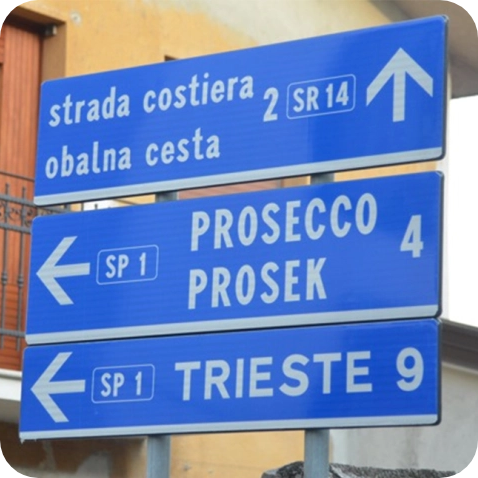 strada costiera
obalna cesta
2 SR 14
PROSECCO
PROSEK
SP 1
4
SP 1 TRIESTE 9